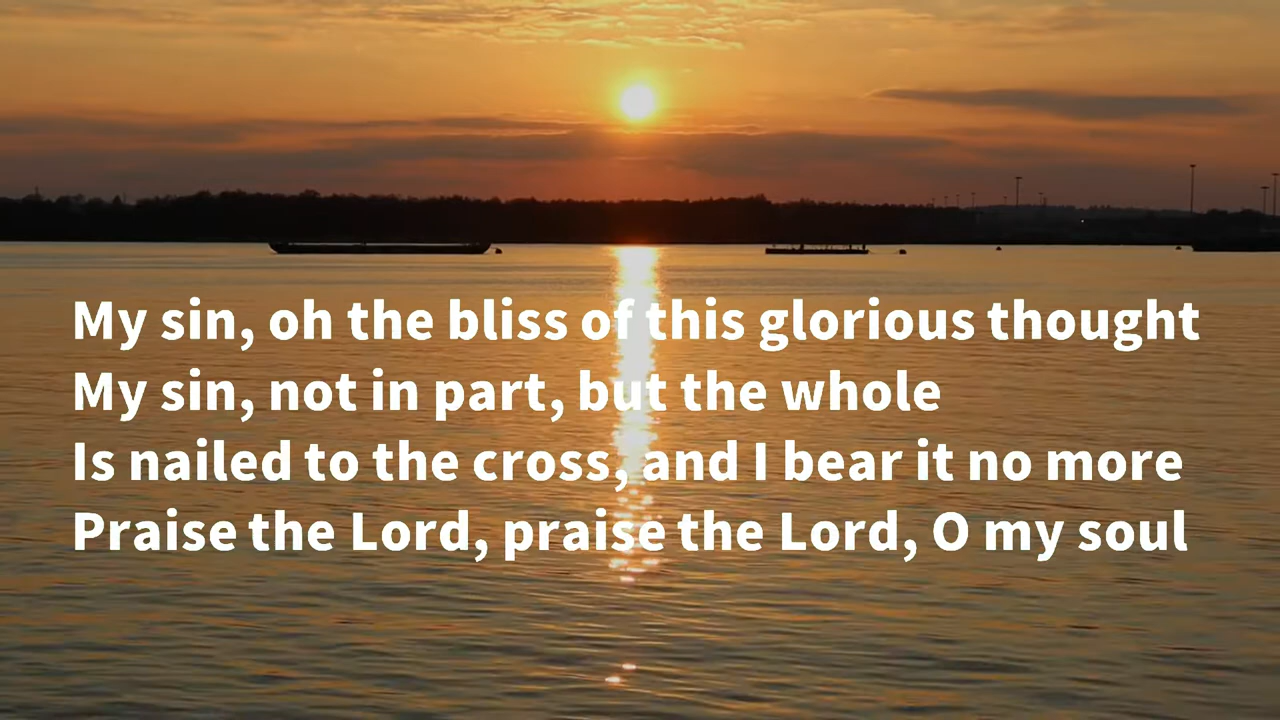 My sin, oh the bliss of this glorious thought
My sin, not in part, but the whole
Is nailed to the cross, and I bear it no more
Praise the Lord, praise the Lord, O my soul